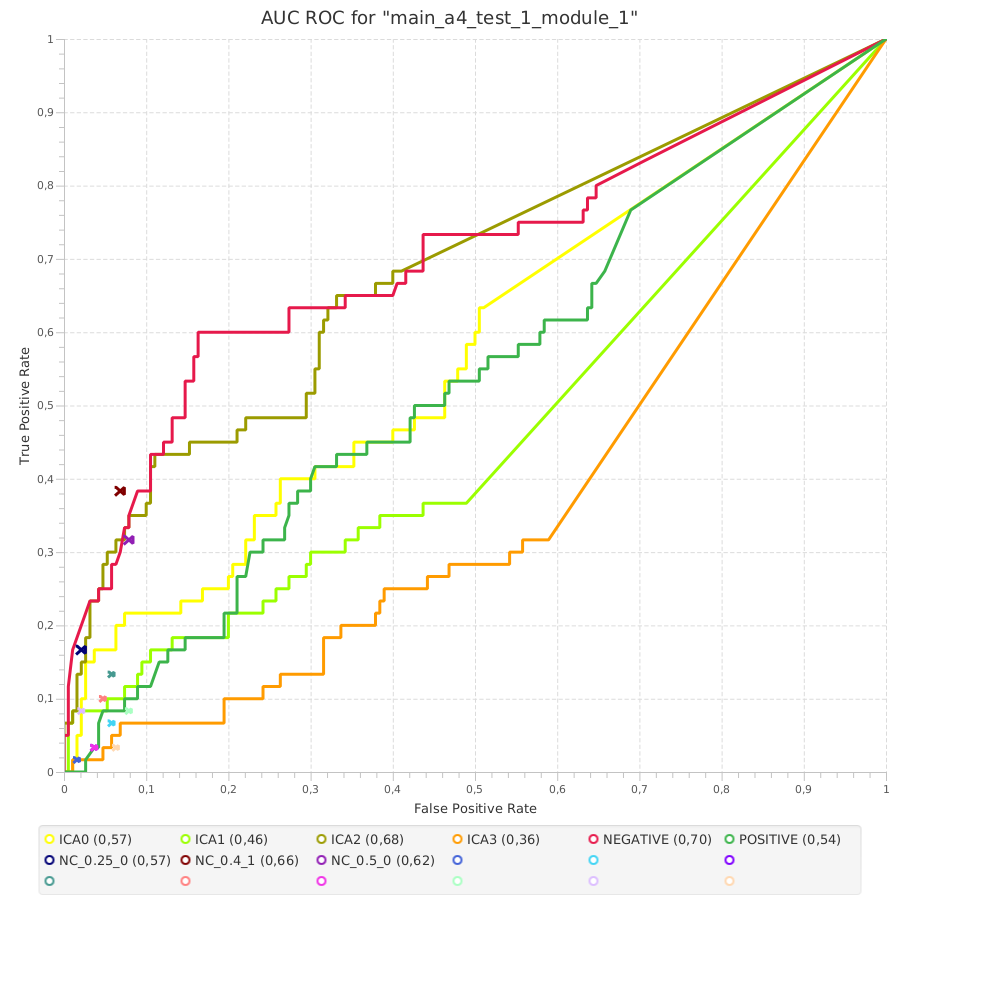 AUC ROC for "main_a4_test_1_module_1"
1
0,9
0,8
0,7
0,6
0,5
0,4
0,3
0,2
0,1
0
True Positive Rate
0 0,1 0,2 0,3 0,4 0,5 0,6 0,7 0,8 0,9 1
False Positive Rate
ICA0 (0,57) ICA1 (0,46) ICA2 (0,68) ICA3 (0,36) NEGATIVE (0,70) POSITIVE (0,54)
NC_0.25_0 (0,57) NC_0.4_1 (0,66) NC_0.5_0 (0,62)